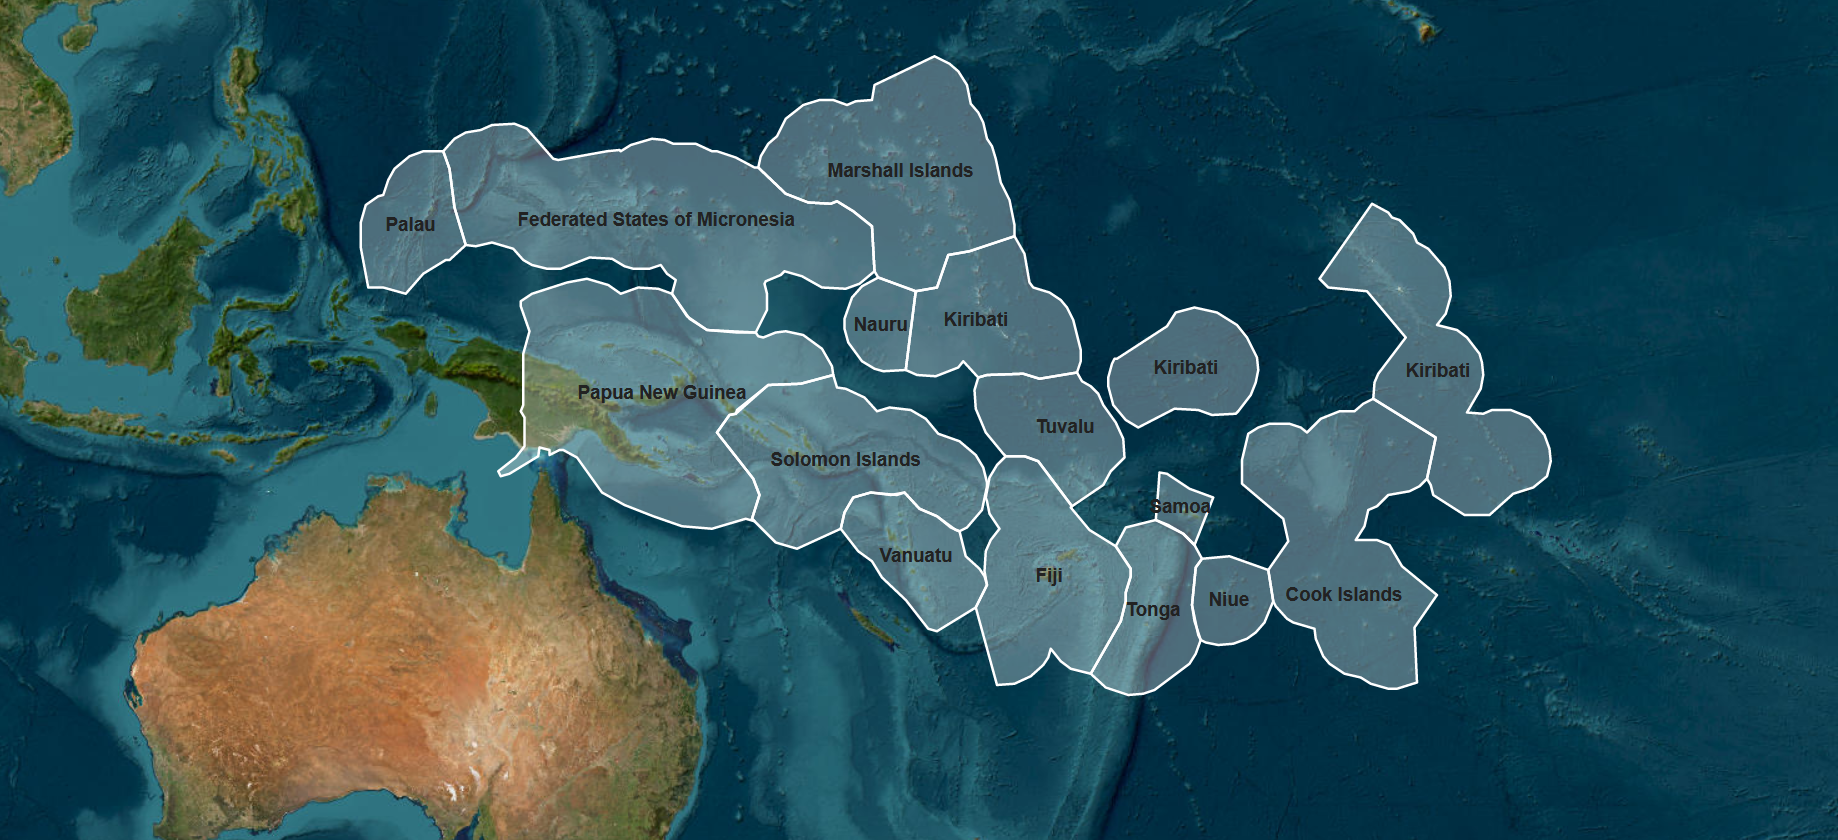 Marshall Islands
Palau
Federated States of Micronesia
Nauru
Kiribati
Kiribati
Kiribati
Papua New Guinea
Tuvalu
Solomon Islands
Samoa
Vanuatu
Fiji
Tonga
Niue
Cook Islands